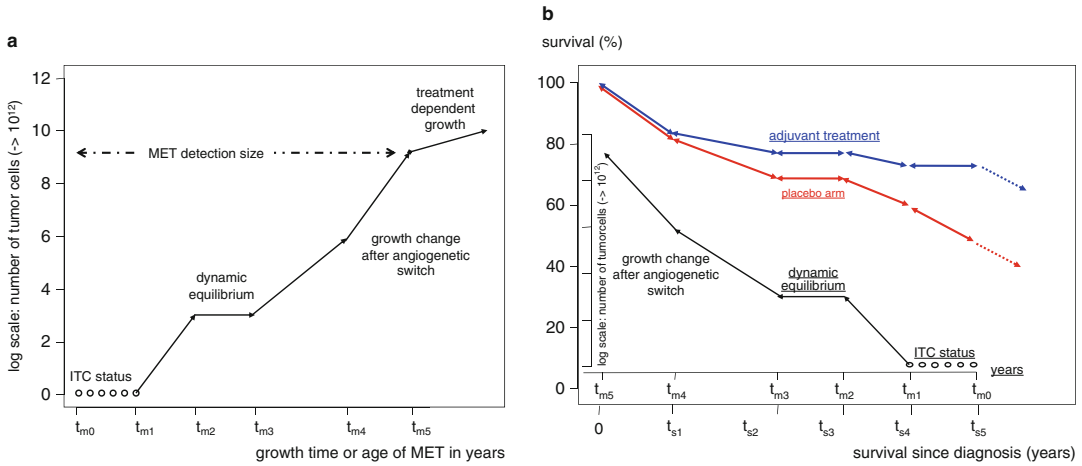 a
log scale: number of tumor cells (-> 10¹²)
12
10
8
6
4
2
0
treatment
dependent
growth
MET detection size
growth change
after angiogenetic
switch
dynamic
equilibrium
ITC status
tm0 tm1 tm2 tm3 tm4 tm5
growth time or age of MET in years
b
survival (%)
100
80
60
40
20
0
adjuvant treatment
placebo arm
log scale: number of tumorcells (-> 10¹²)
growth change
after angiogenetic
switch
dynamic
equilibrium
ITC status
years
tm5 tm4 tm3 tm2 tm1 tm0
0 ts1 ts2 ts3 ts4 ts5
survival since diagnosis (years)